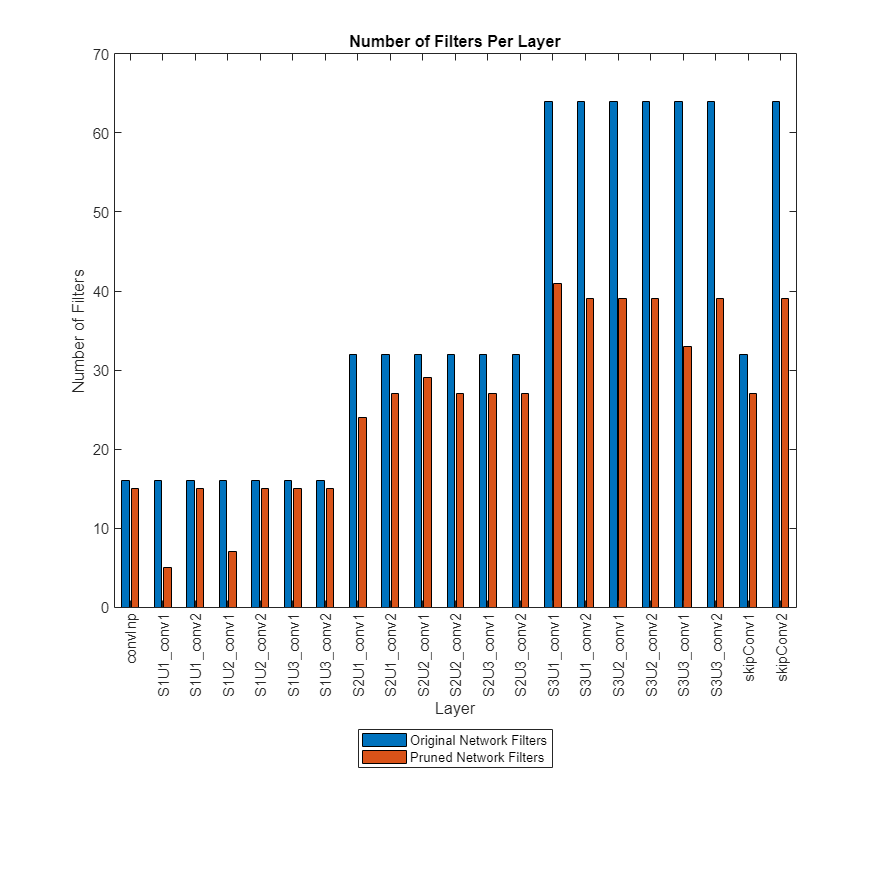 Number of Filters Per Layer
Number of Filters
70
60
50
40
30
20
10
0
convInp
S1U1_conv1
S1U1_conv2
S1U2_conv1
S1U2_conv2
S1U3_conv1
S1U3_conv2
S2U1_conv1
S2U1_conv2
S2U2_conv1
S2U2_conv2
S2U3_conv1
S2U3_conv2
S3U1_conv1
S3U1_conv2
S3U2_conv1
S3U2_conv2
S3U3_conv1
S3U3_conv2
skipConv1
skipConv2
Layer
Original Network Filters
Pruned Network Filters